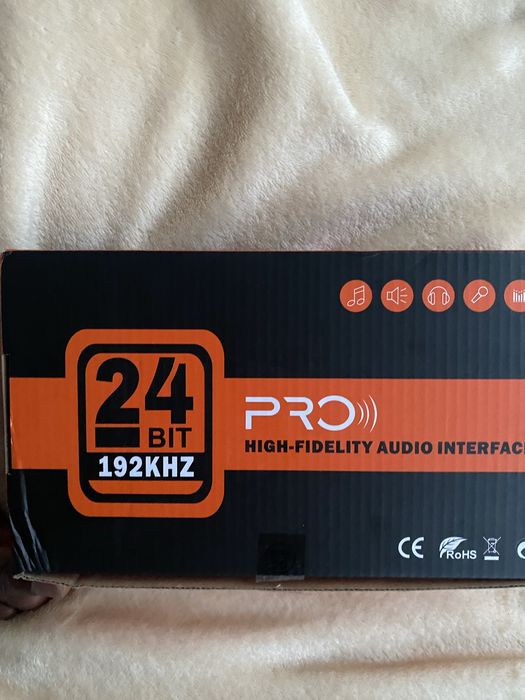 24
BIT
192KHZ
PRO
HIGH-FIDELITY AUDIO INTERFAC
CE
RoHS